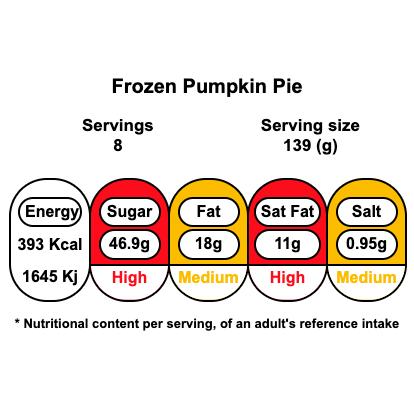 Frozen Pumpkin Pie
Servings Serving size
8 139 (g)
Energy Sugar Fat Sat Fat Salt
393 Kcal 46.9g 18g 11g 0.95g
1645 Kj High Medium High Medium
* Nutritional content per serving, of an adult's reference intake